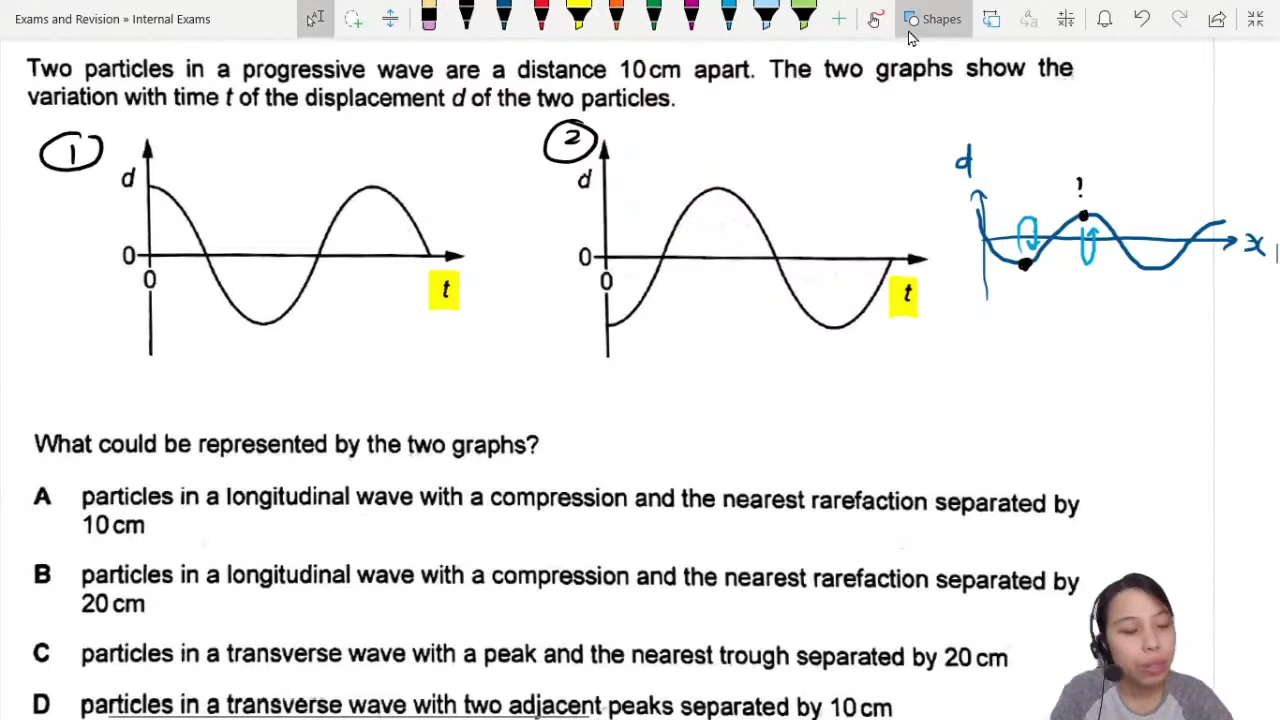 Exams and Revision » Internal Exams
Shapes
Two particles in a progressive wave are a distance 10 cm apart. The two graphs show the
variation with time t of the displacement d of the two particles.
1
d
0
0
t
2
d
0
0
t
d
!
x
What could be represented by the two graphs?
A particles in a longitudinal wave with a compression and the nearest rarefaction separated by
10 cm
B particles in a longitudinal wave with a compression and the nearest rarefaction separated by
20 cm
C particles in a transverse wave with a peak and the nearest trough separated by 20 cm
D particles in a transverse wave with two adjacent peaks separated by 10 cm